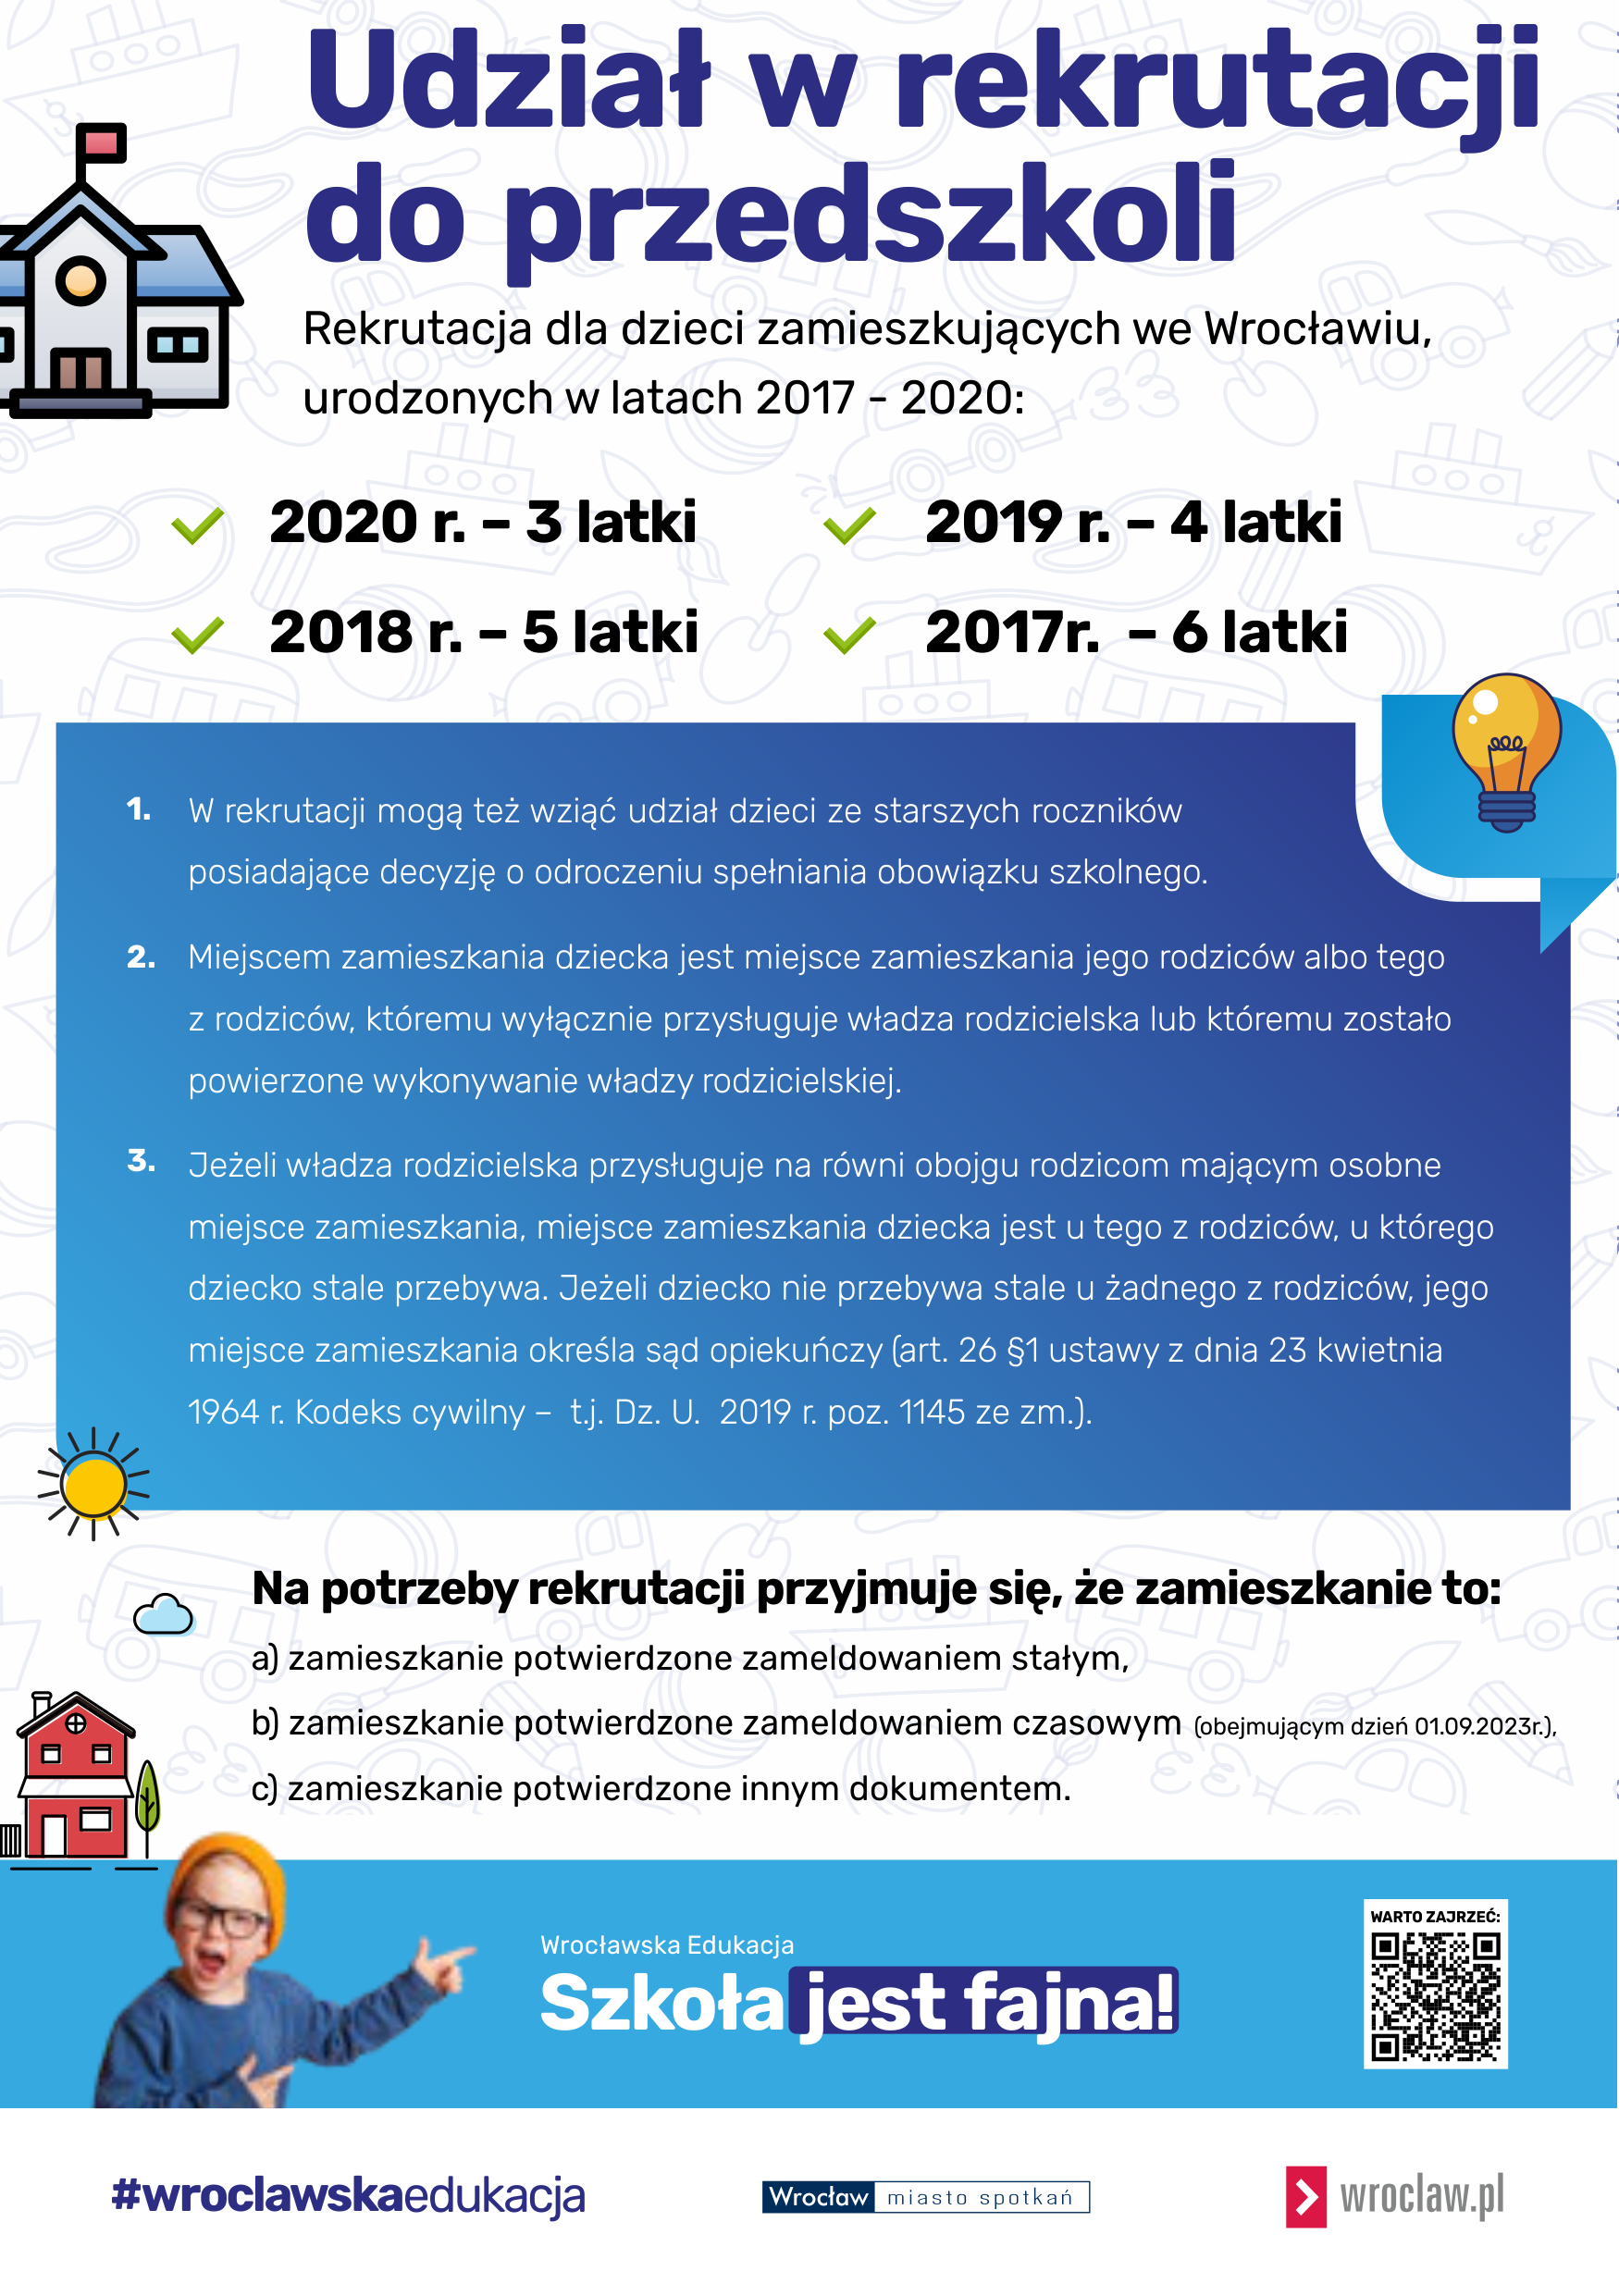 Udział w rekrutacji
do przedszkoli
Rekrutacja dla dzieci zamieszkujących we Wrocławiu,
urodzonych w latach 2017 - 2020:
2020 r. – 3 latki
2019 r. – 4 latki
2018 r. – 5 latki
2017r. – 6 latki
1. W rekrutacji mogą też wziąć udział dzieci ze starszych roczników
posiadające decyzję o odroczeniu spełniania obowiązku szkolnego.
2. Miejscem zamieszkania dziecka jest miejsce zamieszkania jego rodziców albo tego
z rodziców, któremu wyłącznie przysługuje władza rodzicielska lub któremu zostało
powierzone wykonywanie władzy rodzicielskiej.
3. Jeżeli władza rodzicielska przysługuje na równi obojgu rodzicom mającym osobne
miejsce zamieszkania, miejsce zamieszkania dziecka jest u tego z rodziców, u którego
dziecko stale przebywa. Jeżeli dziecko nie przebywa stale u żadnego z rodziców, jego
miejsce zamieszkania określa sąd opiekuńczy (art. 26 §1 ustawy z dnia 23 kwietnia
1964 r. Kodeks cywilny – t.j. Dz. U. 2019 r. poz. 1145 ze zm.).
Na potrzeby rekrutacji przyjmuje się, że zamieszkanie to:
a) zamieszkanie potwierdzone zameldowaniem stałym,
b) zamieszkanie potwierdzone zameldowaniem czasowym (obejmującym dzień 01.09.2023r.),
c) zamieszkanie potwierdzone innym dokumentem.
WARTO ZAJRZEĆ:
Wrocławska Edukacja
Szkoła jest fajna!
#wroclawskaedukacja
Wrocław miasto spotkań
wroclaw.pl